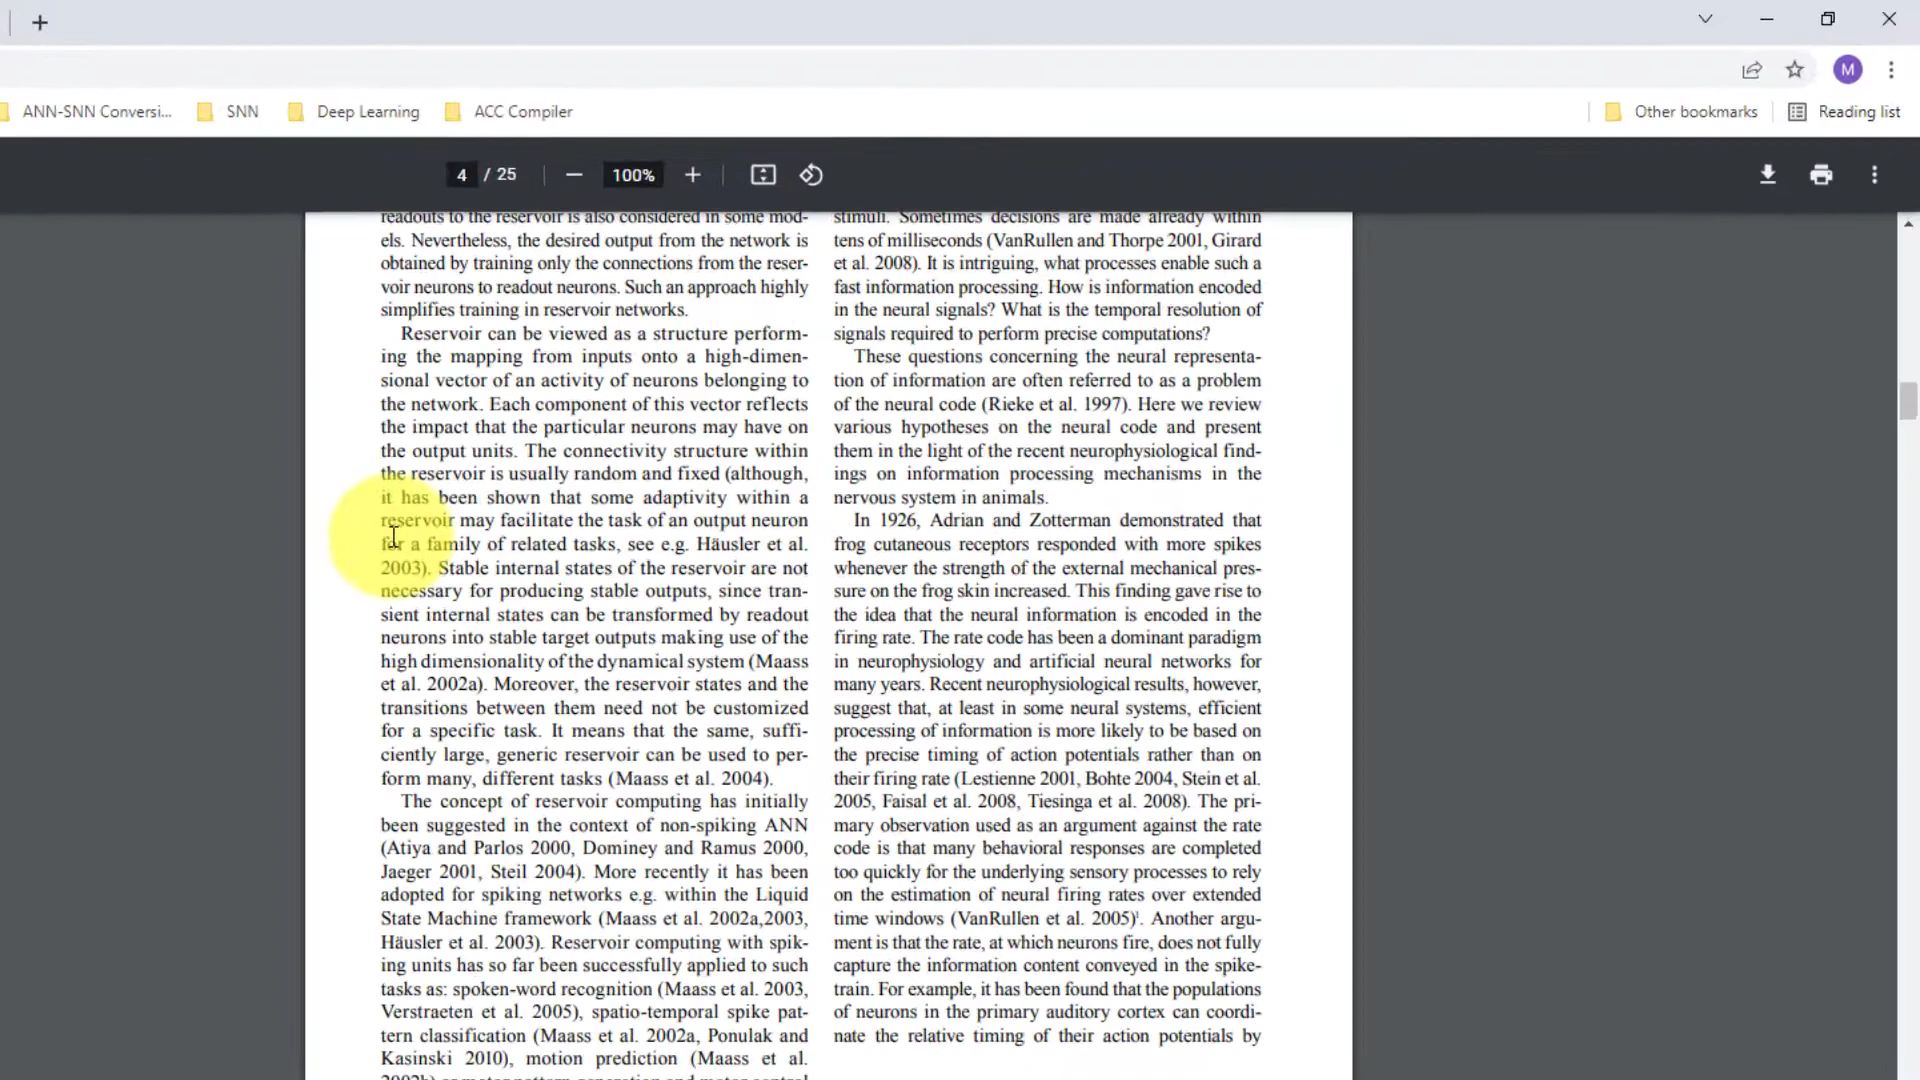 M
ANN-SNN Conversi...
SNN
Deep Learning
ACC Compiler
Other bookmarks
Reading list
4 / 25
100%
readouts to the reservoir is also considered in some mod-
els. Nevertheless, the desired output from the network is
obtained by training only the connections from the reser-
voir neurons to readout neurons. Such an approach highly
simplifies training in reservoir networks.
Reservoir can be viewed as a structure perform-
ing the mapping from inputs onto a high-dimen-
sional vector of an activity of neurons belonging to
the network. Each component of this vector reflects
the impact that the particular neurons may have on
the output units. The connectivity structure within
the reservoir is usually random and fixed (although,
it has been shown that some adaptivity within a
reservoir may facilitate the task of an output neuron
for a family of related tasks, see e.g. Häusler et al.
2003). Stable internal states of the reservoir are not
necessary for producing stable outputs, since tran-
sient internal states can be transformed by readout
neurons into stable target outputs making use of the
high dimensionality of the dynamical system (Maass
et al. 2002a). Moreover, the reservoir states and the
transitions between them need not be customized
for a specific task. It means that the same, suffi-
ciently large, generic reservoir can be used to per-
form many, different tasks (Maass et al. 2004).
The concept of reservoir computing has initially
been suggested in the context of non-spiking ANN
(Atiya and Parlos 2000, Dominey and Ramus 2000,
Jaeger 2001, Steil 2004). More recently it has been
adopted for spiking networks e.g. within the Liquid
State Machine framework (Maass et al. 2002a,2003,
Häusler et al. 2003). Reservoir computing with spik-
ing units has so far been successfully applied to such
tasks as: spoken-word recognition (Maass et al. 2003,
Verstraeten et al. 2005), spatio-temporal spike pat-
tern classification (Maass et al. 2002a, Ponulak and
Kasinski 2010), motion prediction (Maass et al.
stimuli. Sometimes decisions are made already within
tens of milliseconds (VanRullen and Thorpe 2001, Girard
et al. 2008). It is intriguing, what processes enable such a
fast information processing. How is information encoded
in the neural signals? What is the temporal resolution of
signals required to perform precise computations?
These questions concerning the neural representa-
tion of information are often referred to as a problem
of the neural code (Rieke et al. 1997). Here we review
various hypotheses on the neural code and present
them in the light of the recent neurophysiological find-
ings on information processing mechanisms in the
nervous system in animals.
In 1926, Adrian and Zotterman demonstrated that
frog cutaneous receptors responded with more spikes
whenever the strength of the external mechanical pres-
sure on the frog skin increased. This finding gave rise to
the idea that the neural information is encoded in the
firing rate. The rate code has been a dominant paradigm
in neurophysiology and artificial neural networks for
many years. Recent neurophysiological results, however,
suggest that, at least in some neural systems, efficient
processing of information is more likely to be based on
the precise timing of action potentials rather than on
their firing rate (Lestienne 2001, Bohte 2004, Stein et al.
2005, Faisal et al. 2008, Tiesinga et al. 2008). The pri-
mary observation used as an argument against the rate
code is that many behavioral responses are completed
too quickly for the underlying sensory processes to rely
on the estimation of neural firing rates over extended
time windows (VanRullen et al. 2005)¹. Another argu-
ment is that the rate, at which neurons fire, does not fully
capture the information content conveyed in the spike-
train. For example, it has been found that the populations
of neurons in the primary auditory cortex can coordi-
nate the relative timing of their action potentials by